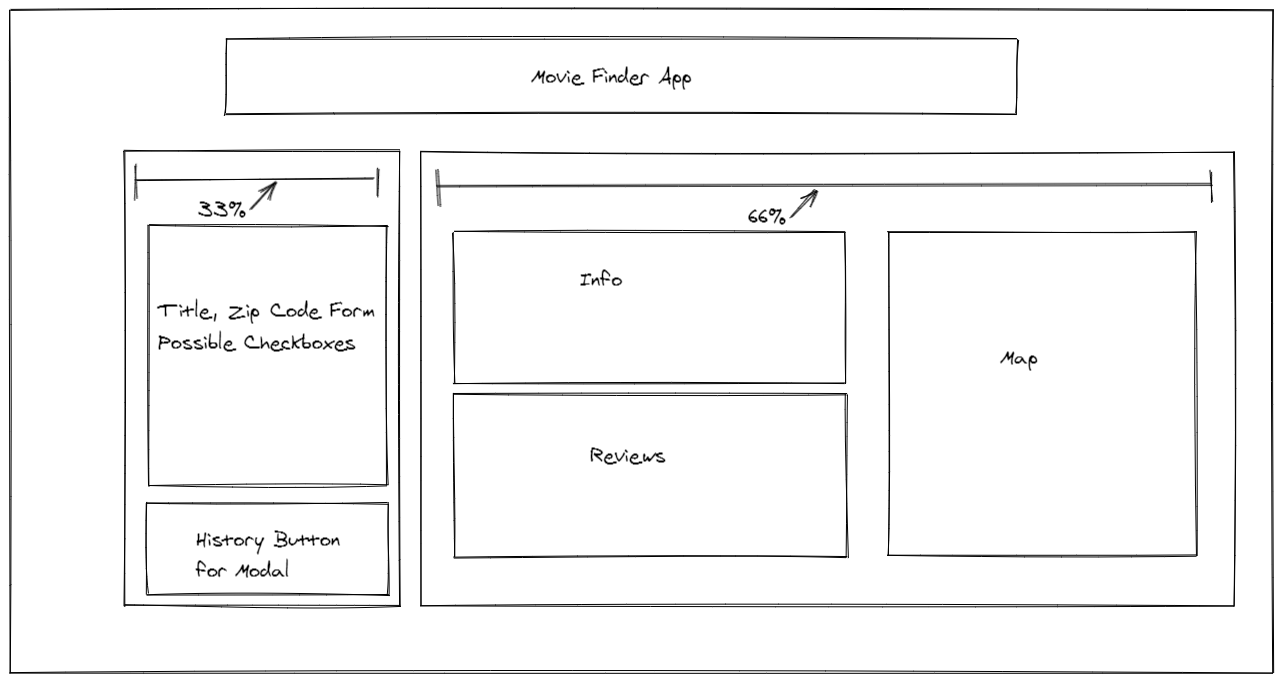 Movie Finder App
33%
66%
Title, Zip Code Form
Possible Checkboxes
History Button
for Modal
Info
Reviews
Map